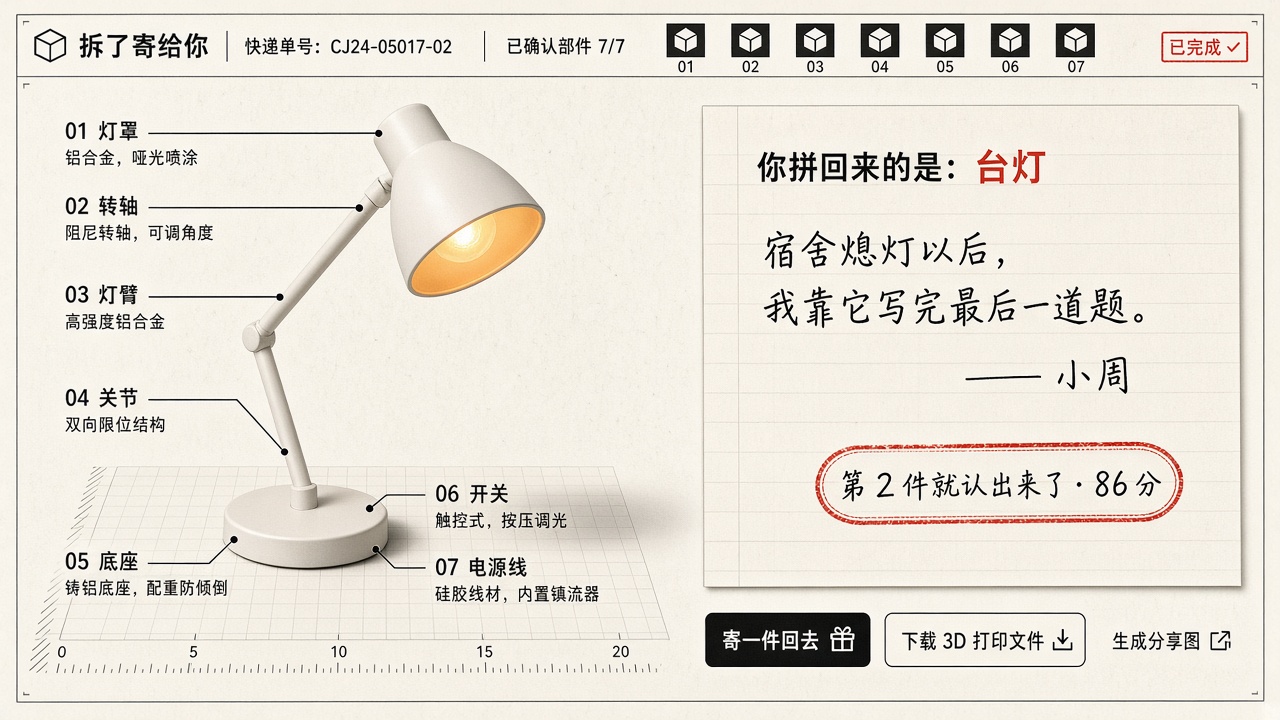 拆了寄给你
快递单号：CJ24-05017-02
已确认部件 7/7
01
02
03
04
05
06
07
已完成
01 灯罩
铝合金，哑光喷涂
02 转轴
阻尼转轴，可调角度
03 灯臂
高强度铝合金
04 关节
双向限位结构
05 底座
铸铝底座，配重防倾倒
06 开关
触控式，按压调光
07 电源线
硅胶线材，内置镇流器
0 5 10 15 20
你拼回来的是：台灯
宿舍熄灯以后，
我靠它写完最后一道题。
—— 小周
第 2 件就认出来了·86 分
寄一件回去
下载 3D 打印文件
生成分享图